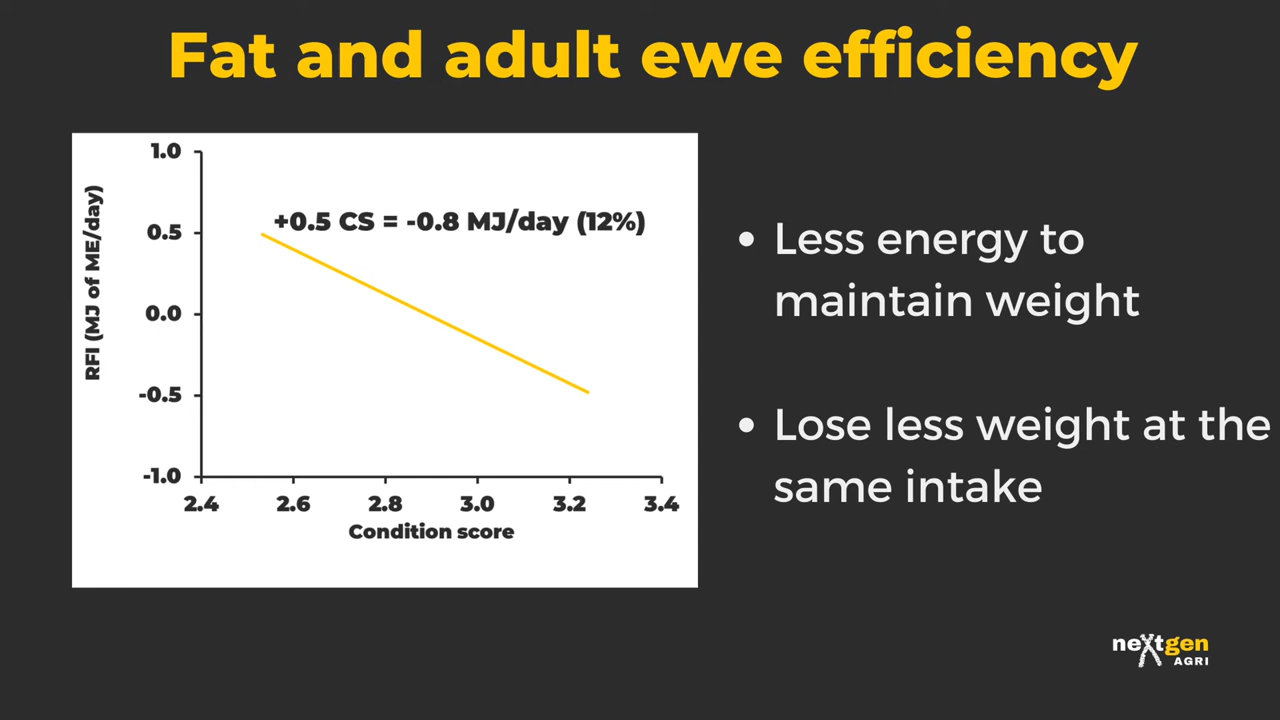 Fat and adult ewe efficiency
RFI (MJ of ME/day)
1.0
0.5
0.0
-0.5
-1.0
+0.5 CS = -0.8 MJ/day (12%)
2.4 2.6 2.8 3.0 3.2 3.4
Condition score
• Less energy to
maintain weight
• Lose less weight at the
same intake
nextgen
AGRI